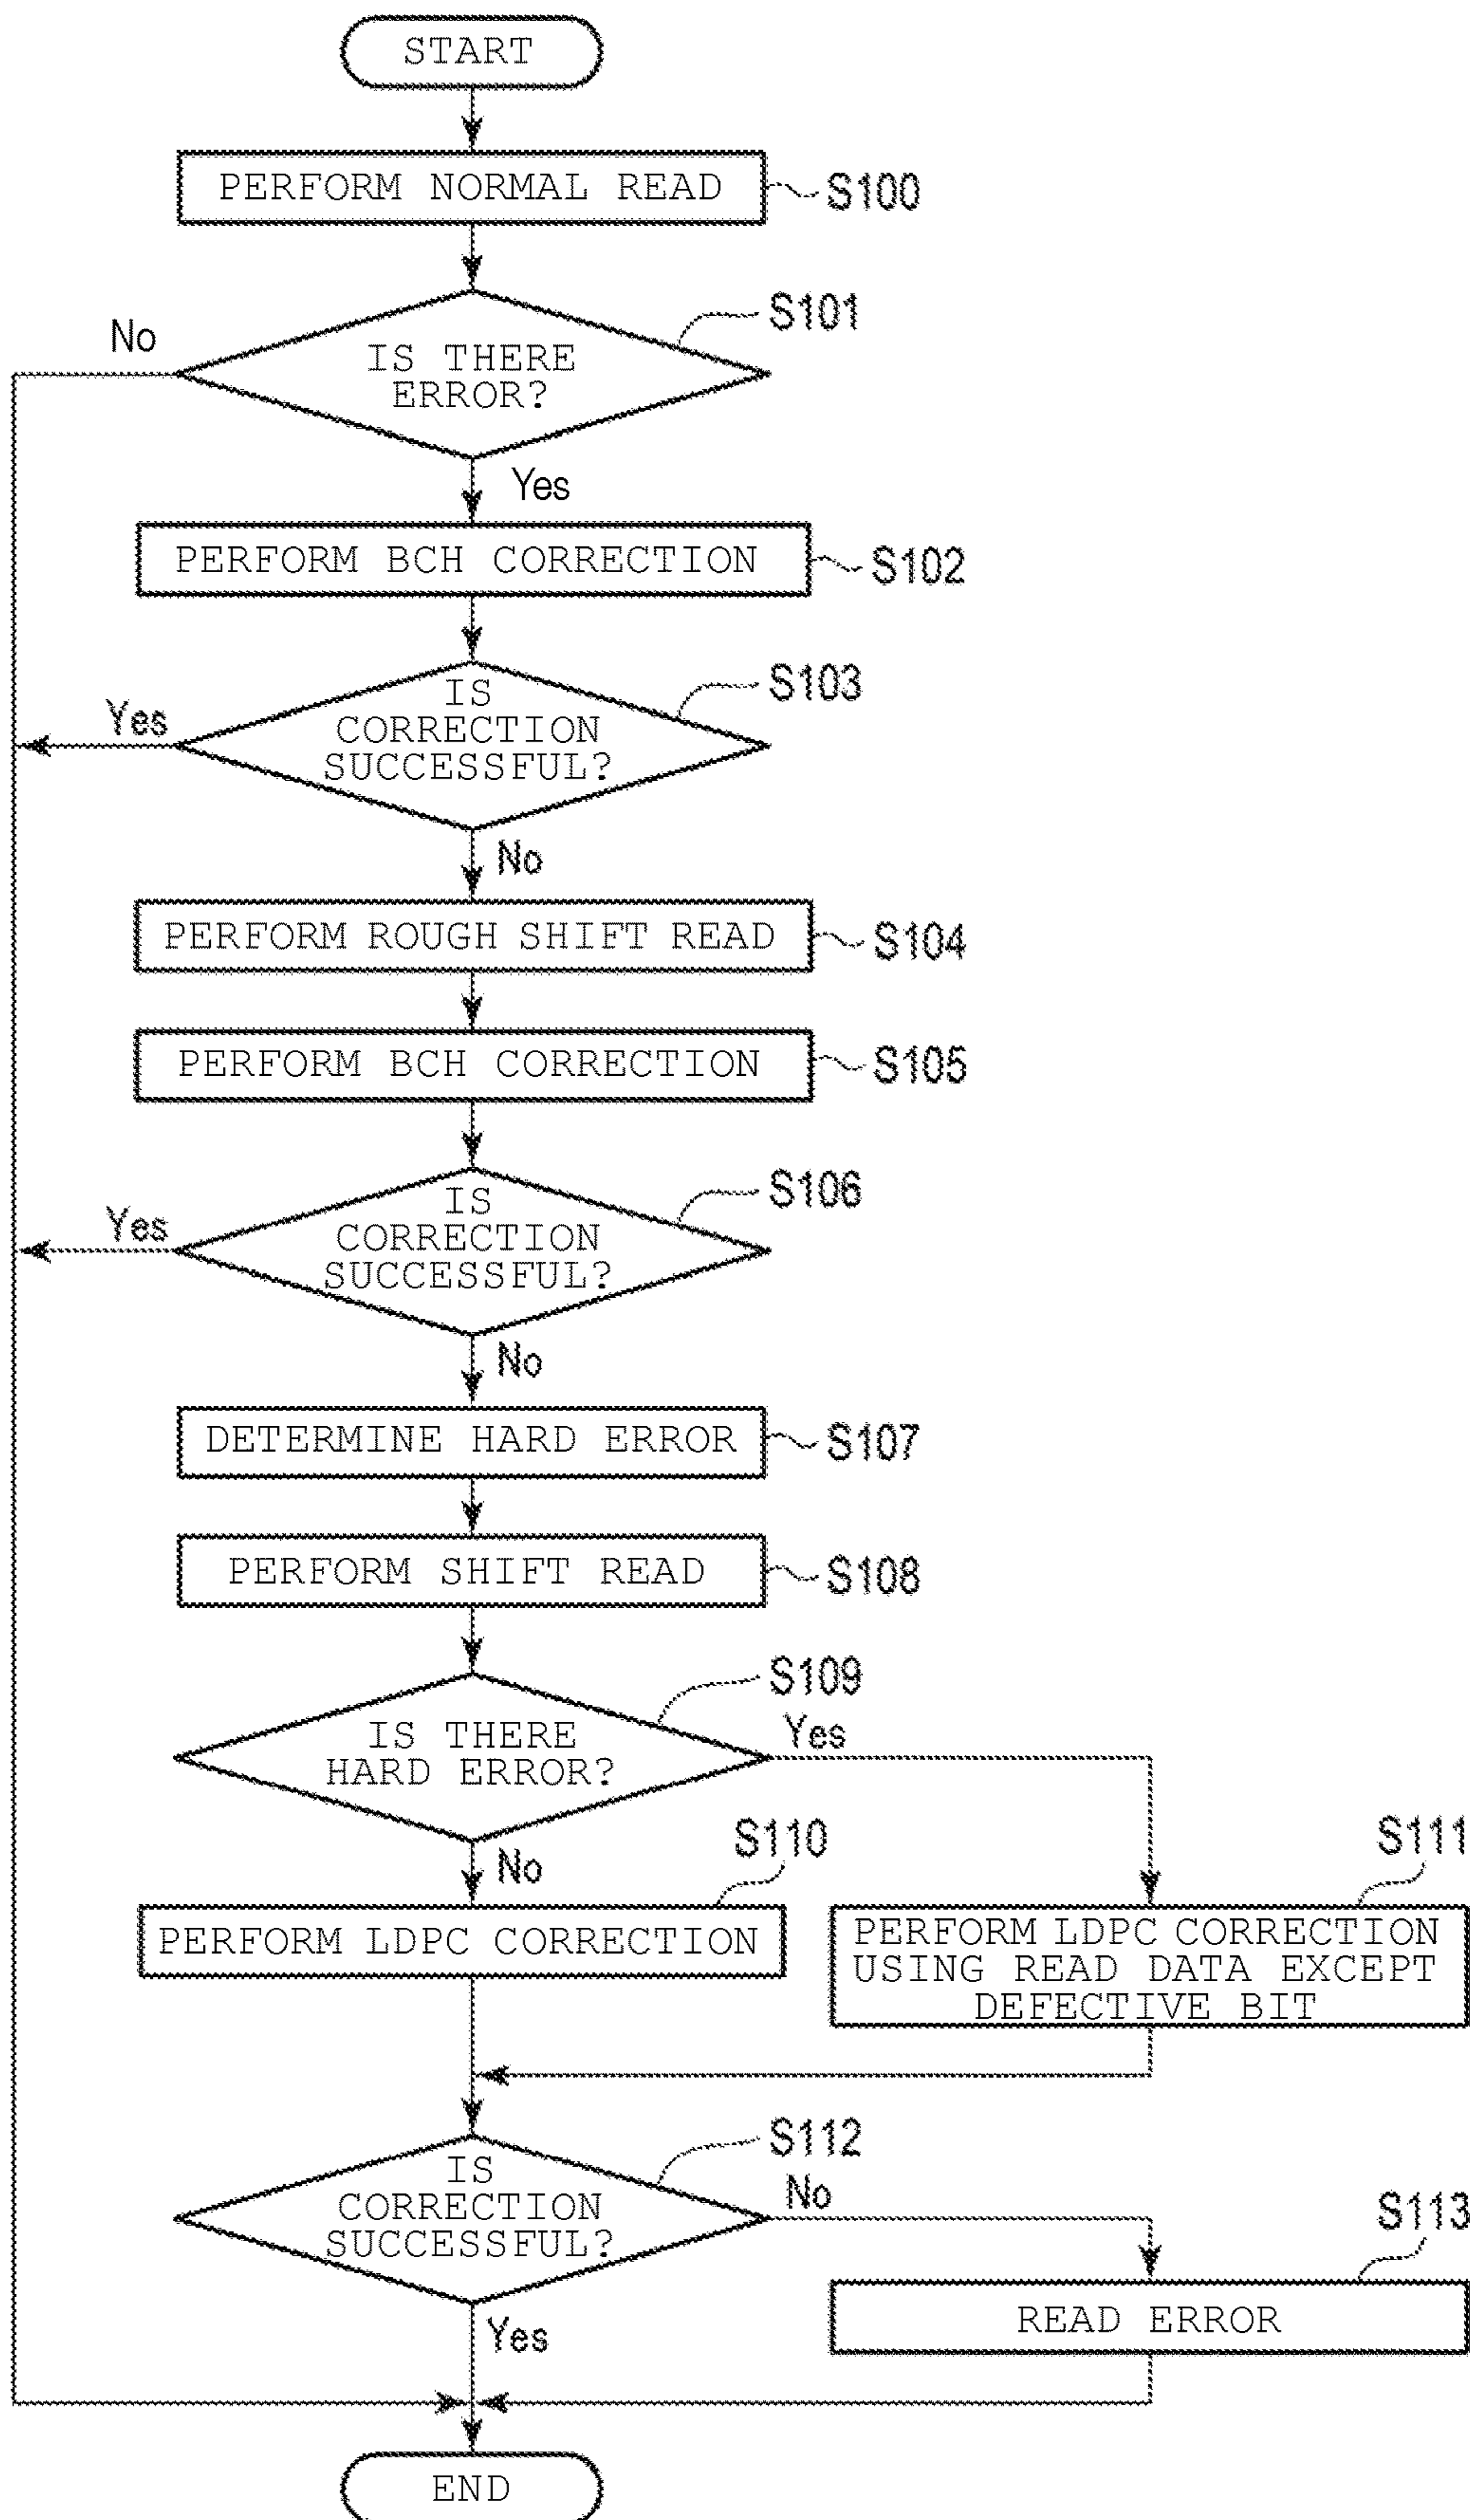 START
PERFORM NORMAL READ
S100
S101
No
IS THERE
ERROR?
Yes
PERFORM BCH CORRECTION
S102
S103
IS
CORRECTION
SUCCESSFUL?
Yes
No
PERFORM ROUGH SHIFT READ
S104
PERFORM BCH CORRECTION
S105
S106
IS
CORRECTION
SUCCESSFUL?
Yes
No
DETERMINE HARD ERROR
S107
PERFORM SHIFT READ
S108
S109
IS THERE
HARD ERROR?
Yes
No
S110
S111
PERFORM LDPC CORRECTION
PERFORM LDPC CORRECTION
USING READ DATA EXCEPT
DEFECTIVE BIT
S112
IS
CORRECTION
SUCCESSFUL?
No
S113
READ ERROR
Yes
END